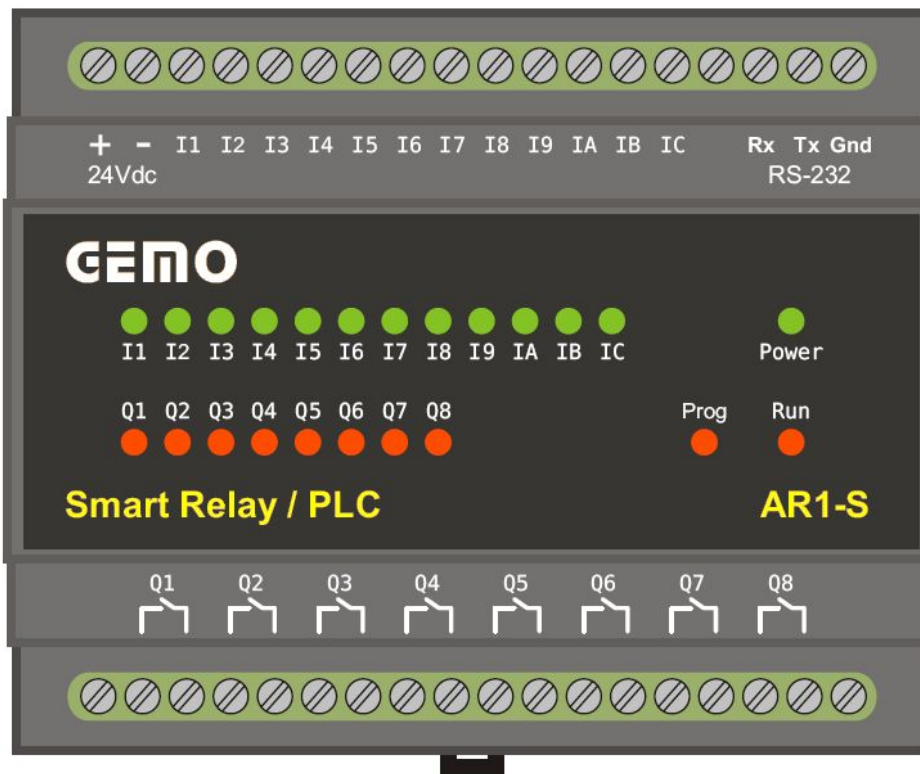 + - I1 I2 I3 I4 I5 I6 I7 I8 I9 IA IB IC Rx Tx Gnd
24Vdc RS-232
GEMO
I1 I2 I3 I4 I5 I6 I7 I8 I9 IA IB IC Power
Q1 Q2 Q3 Q4 Q5 Q6 Q7 Q8 Prog Run
Smart Relay / PLC AR1-S
Q1 Q2 Q3 Q4 Q5 Q6 Q7 Q8